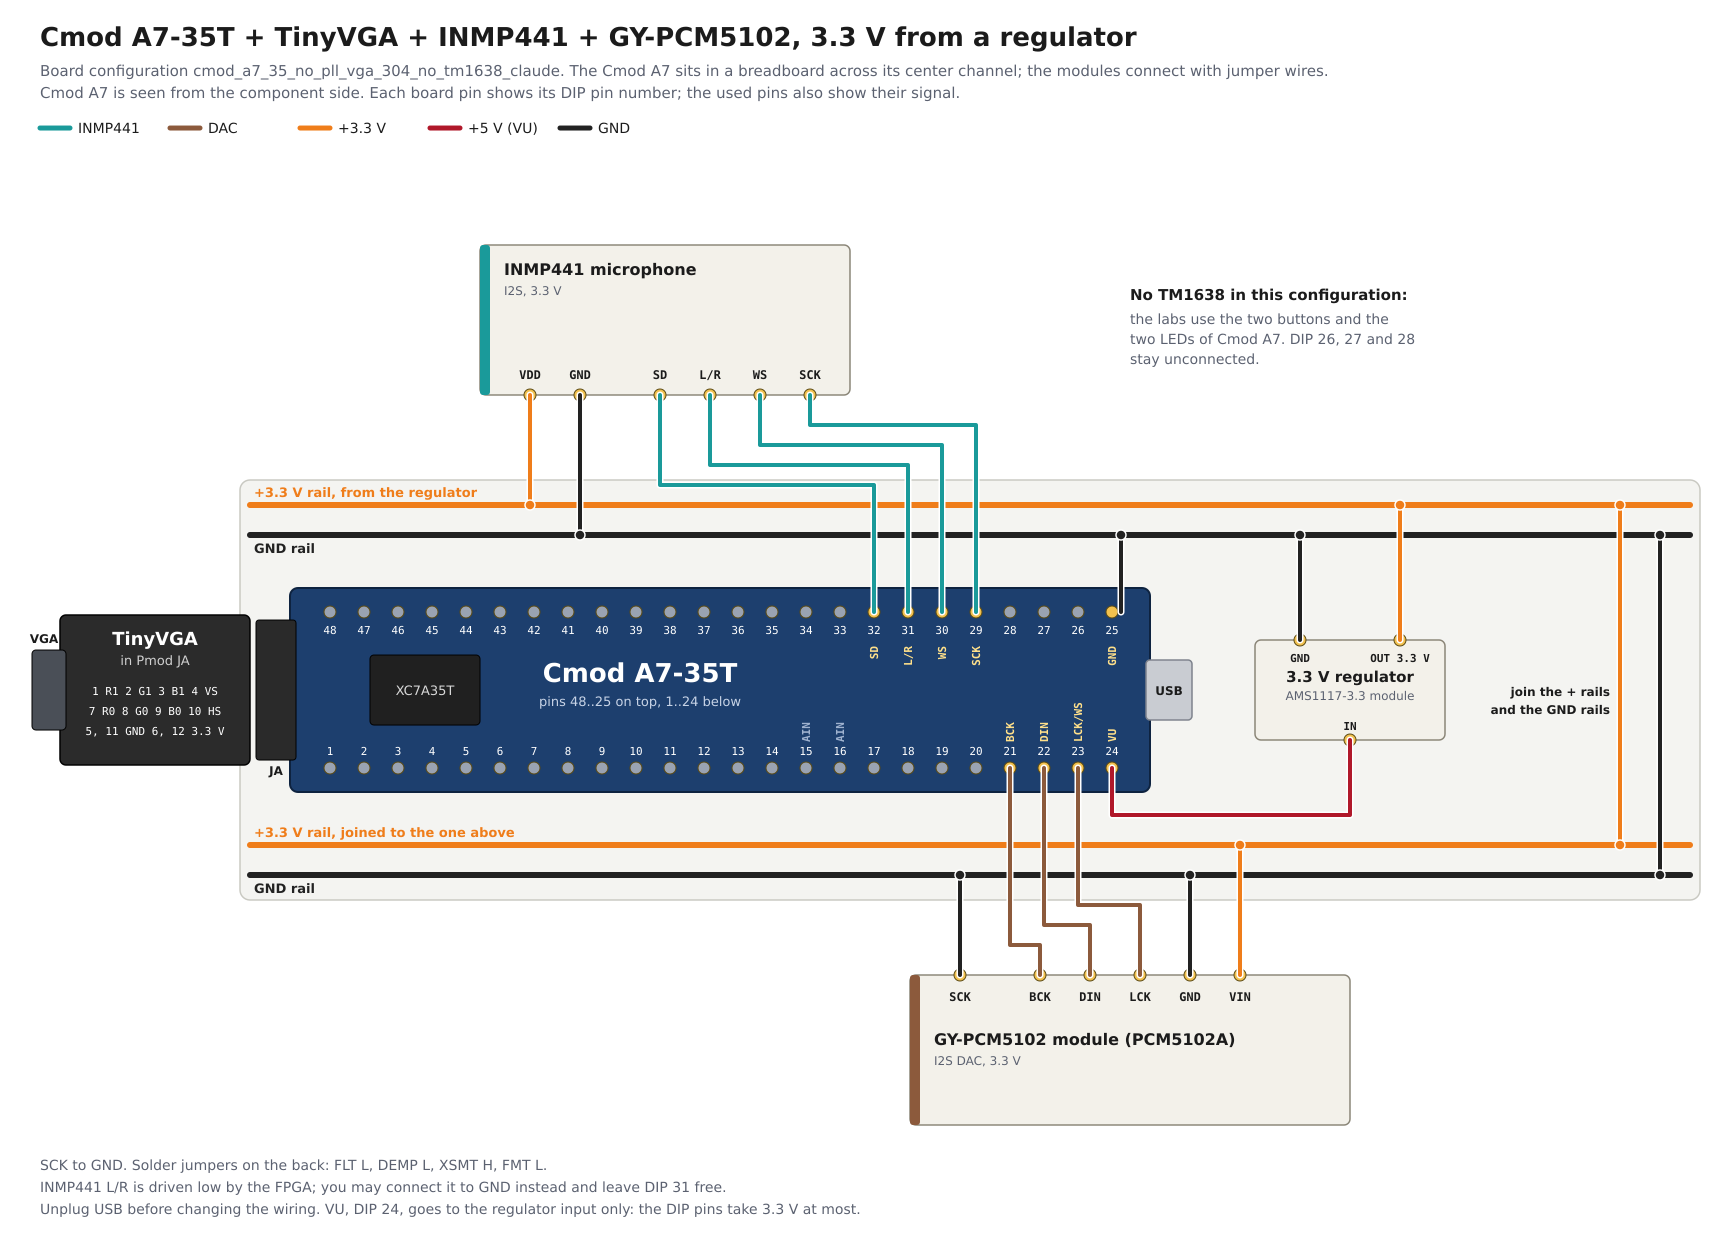 Cmod A7-35T + TinyVGA + INMP441 + GY-PCM5102, 3.3 V from a regulator
Board configuration cmod_a7_35_no_pll_vga_304_no_tm1638_claude. The Cmod A7 sits in a breadboard across its center channel; the modules connect with jumper wires.
Cmod A7 is seen from the component side. Each board pin shows its DIP pin number; the used pins also show their signal.
INMP441 DAC +3.3 V +5 V (VU) GND
INMP441 microphone
I2S, 3.3 V
VDD GND SD L/R WS SCK
No TM1638 in this configuration:
the labs use the two buttons and the
two LEDs of Cmod A7. DIP 26, 27 and 28
stay unconnected.
+3.3 V rail, from the regulator
GND rail
48 47 46 45 44 43 42 41 40 39 38 37 36 35 34 33 32 31 30 29 28 27 26 25
SD L/R WS SCK GND
VGA
TinyVGA
in Pmod JA
1 R1 2 G1 3 B1 4 VS
7 R0 8 G0 9 B0 10 HS
5, 11 GND 6, 12 3.3 V
JA
XC7A35T
Cmod A7-35T
pins 48..25 on top, 1..24 below
USB
AIN AIN BCK DIN LCK/WS VU
1 2 3 4 5 6 7 8 9 10 11 12 13 14 15 16 17 18 19 20 21 22 23 24
GND OUT 3.3 V
3.3 V regulator
AMS1117-3.3 module
IN
join the + rails
and the GND rails
+3.3 V rail, joined to the one above
GND rail
SCK BCK DIN LCK GND VIN
GY-PCM5102 module (PCM5102A)
I2S DAC, 3.3 V
SCK to GND. Solder jumpers on the back: FLT L, DEMP L, XSMT H, FMT L.
INMP441 L/R is driven low by the FPGA; you may connect it to GND instead and leave DIP 31 free.
Unplug USB before changing the wiring. VU, DIP 24, goes to the regulator input only: the DIP pins take 3.3 V at most.